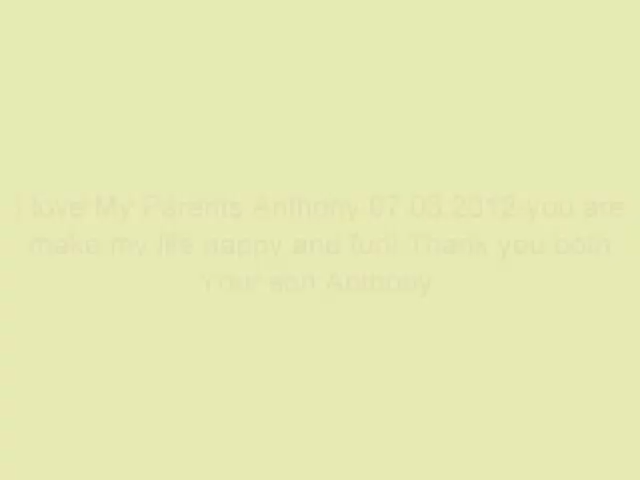 I love My Parents Anthony 07.03.2012 you are
make my life happy and fun! Thank you both
Your son Anthony